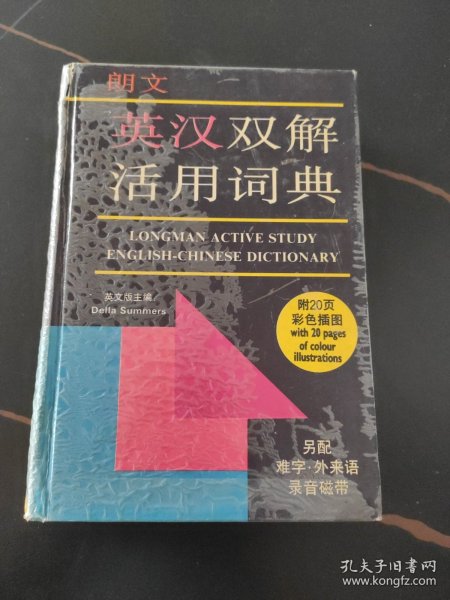 朗文
英汉双解
活用词典
LONGMAN ACTIVE STUDY
ENGLISH-CHINESE DICTIONARY
英文版主编
Della Summers
附20页
彩色插图
with 20 pages
of colour
illustrations
另配
难字·外来语
录音磁带
孔夫子旧书网
www.kongfz.com